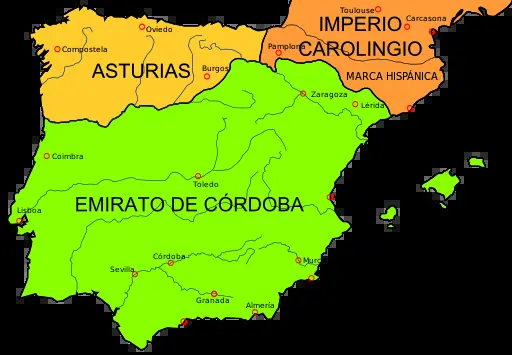 Toulouse
IMPERIO
Carcasona
Oviedo
Compostela
Pamplona
CAROLINGIO
ASTURIAS
Burgos
MARCA HISPÁNICA
Zaragoza
Lérida
Coimbra
Toledo
EMIRATO DE CÓRDOBA
Lisboa
Córdoba
Murc
Sevilla
Granada
Almería